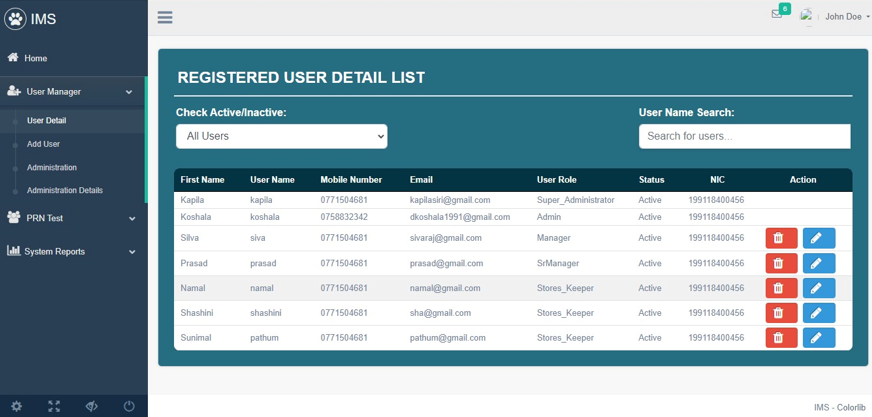 IMS
6
John Doe
Home
User Manager
User Detail
Add User
Administration
Administration Details
PRN Test
System Reports
REGISTERED USER DETAIL LIST
Check Active/Inactive: User Name Search:
All Users Search for users...
First Name User Name Mobile Number Email User Role Status NIC Action
Kapila kapila 0771504681 kapilasiri@gmail.com Super_Administrator Active 199118400456
Koshala koshala 0758832342 dkoshala1991@gmail.com Admin Active 199118400456
Silva siva 0771504681 sivaraj@gmail.com Manager Active 199118400456
Prasad prasad 0771504681 prasad@gmail.com SrManager Active 199118400456
Namal namal 0771504681 namal@gmail.com Stores_Keeper Active 199118400456
Shashini shashini 0771504681 sha@gmail.com Stores_Keeper Active 199118400456
Sunimal pathum 0771504681 pathum@gmail.com Stores_Keeper Active 199118400456
IMS - Colorlib